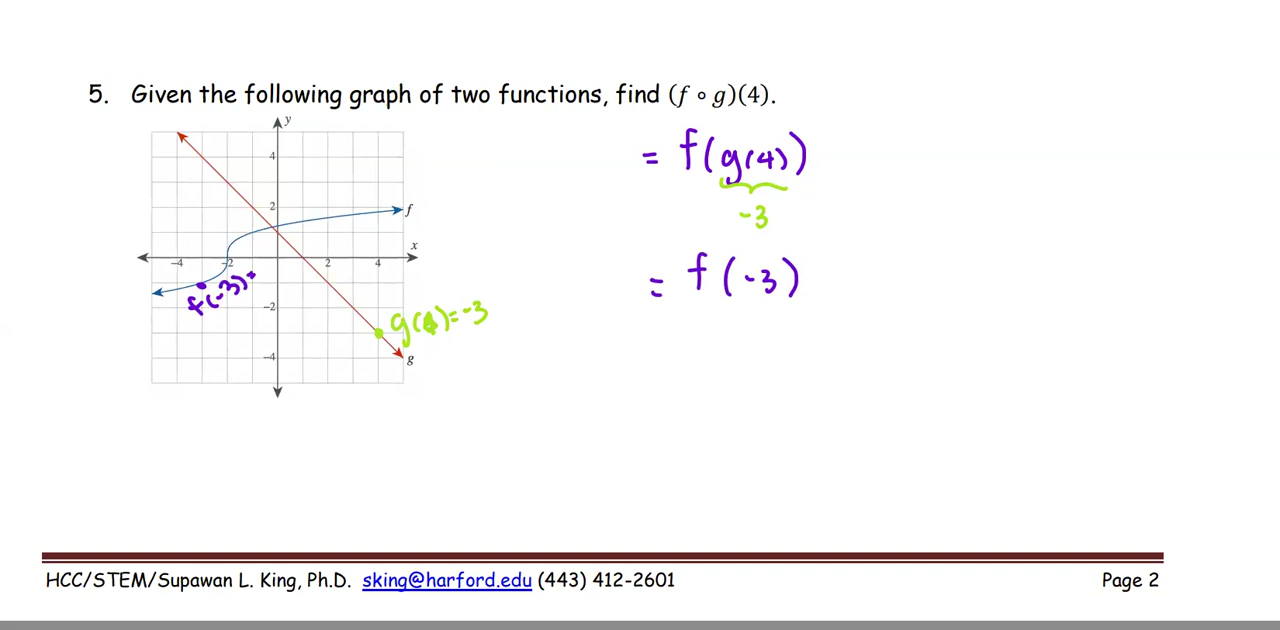 5. Given the following graph of two functions, find (f ∘ g)(4).
= f(g(4))
-3
= f(-3)
y
4
2
f
x
-4
-2
2
4
f(-3)=
-2
g(4)=-3
-4
g
HCC/STEM/Supawan L. King, Ph.D. sking@harford.edu (443) 412-2601
Page 2